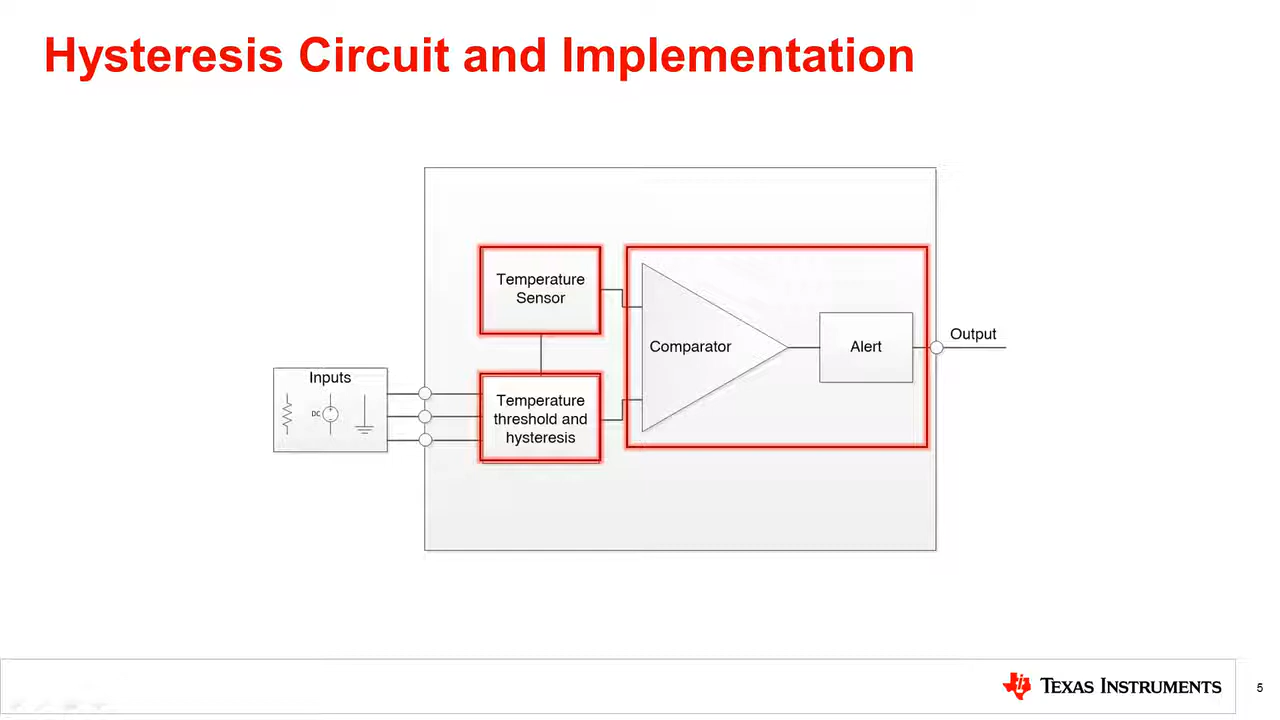 Hysteresis Circuit and Implementation
Temperature
Sensor
Comparator
Alert
Output
Inputs
DC
Temperature
threshold and
hysteresis
TEXAS INSTRUMENTS
5